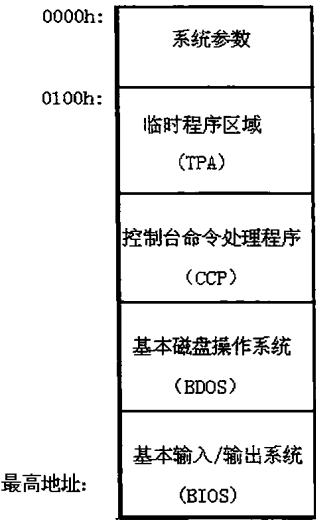 0000h:
系统参数
0100h:
临时程序区域
(TPA)
控制台命令处理程序
(CCP)
基本磁盘操作系统
(BDOS)
基本输入/输出系统
最高地址:
(BIOS)